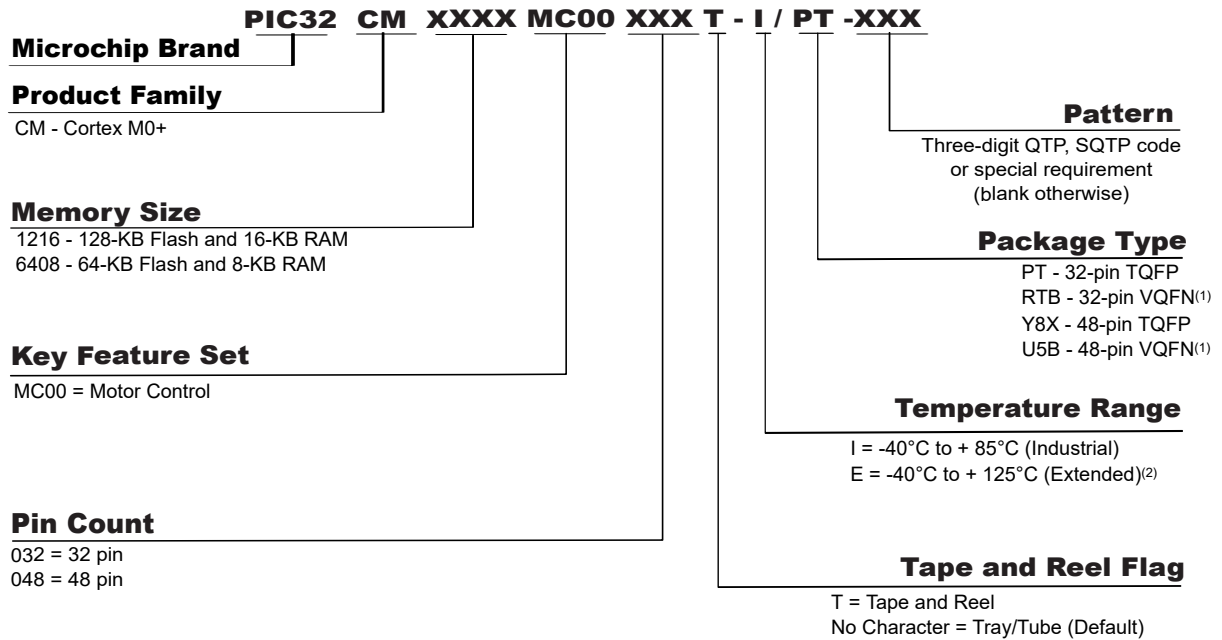 PIC32 CM XXXX MC00 XXX T - I / PT -XXX
Microchip Brand
Product Family
CM - Cortex M0+
Memory Size
1216 - 128-KB Flash and 16-KB RAM
6408 - 64-KB Flash and 8-KB RAM
Key Feature Set
MC00 = Motor Control
Pin Count
032 = 32 pin
048 = 48 pin
Pattern
Three-digit QTP, SQTP code
or special requirement
(blank otherwise)
Package Type
PT - 32-pin TQFP
RTB - 32-pin VQFN(1)
Y8X - 48-pin TQFP
U5B - 48-pin VQFN(1)
Temperature Range
I = -40°C to + 85°C (Industrial)
E = -40°C to + 125°C (Extended)(2)
Tape and Reel Flag
T = Tape and Reel
No Character = Tray/Tube (Default)